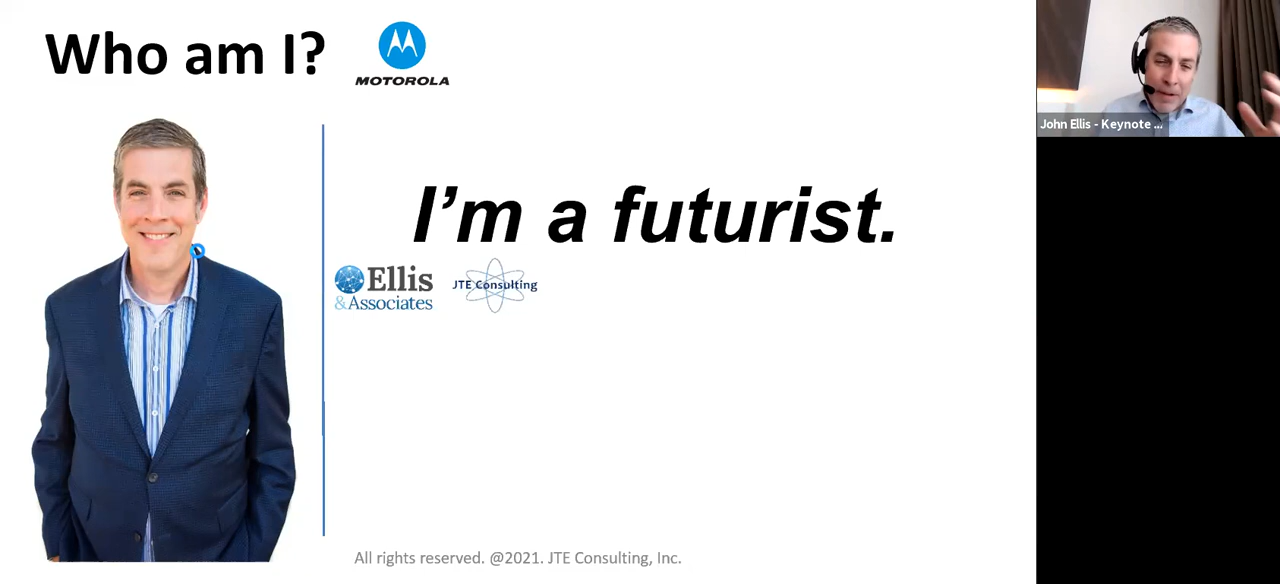 Who am I?
MOTOROLA
I'm a futurist.
Ellis
&Associates
JTE Consulting
All rights reserved. @2021. JTE Consulting, Inc.
John Ellis - Keynote ...